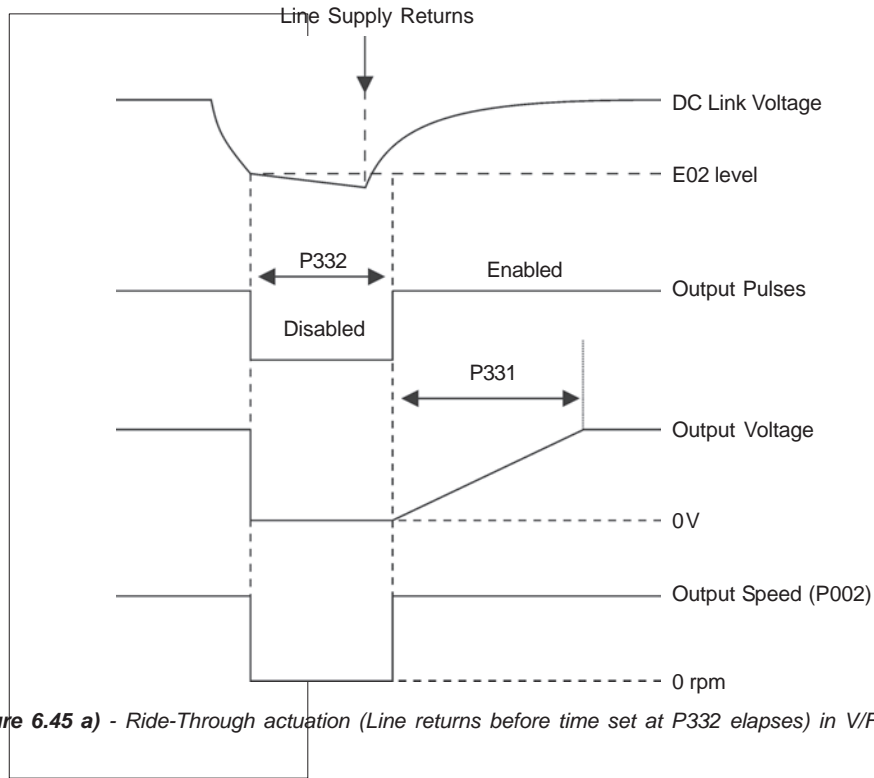 Line Supply Returns
DC Link Voltage
E02 level
P332
Enabled
Output Pulses
Disabled
P331
Output Voltage
0V
Output Speed (P002)
0 rpm
ure 6.45 a) - Ride-Through actuation (Line returns before time set at P332 elapses) in V/F